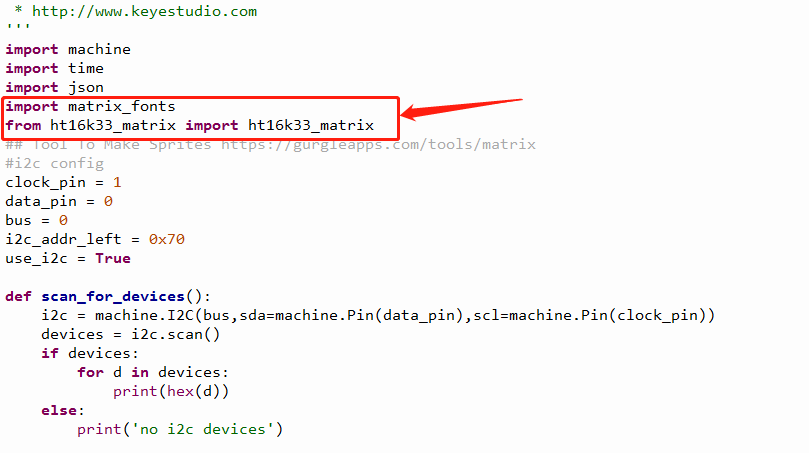 * http://www.keyestudio.com
'''
import machine
import time
import json
import matrix_fonts
from ht16k33_matrix import ht16k33_matrix
## Tool To Make Sprites https://gurgleapps.com/tools/matrix
#i2c config
clock_pin = 1
data_pin = 0
bus = 0
i2c_addr_left = 0x70
use_i2c = True

def scan_for_devices():
    i2c = machine.I2C(bus,sda=machine.Pin(data_pin),scl=machine.Pin(clock_pin))
    devices = i2c.scan()
    if devices:
        for d in devices:
            print(hex(d))
    else:
        print('no i2c devices')